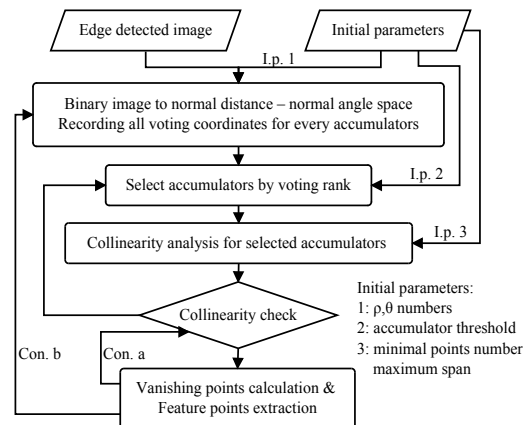 Edge detected image
Initial parameters
I.p. 1
Binary image to normal distance – normal angle space
Recording all voting coordinates for every accumulators
I.p. 2
Select accumulators by voting rank
I.p. 3
Collinearity analysis for selected accumulators
Collinearity check
Initial parameters:
1: ρ,θ numbers
2: accumulator threshold
3: minimal points number
maximum span
Con. b
Con. a
Vanishing points calculation &
Feature points extraction